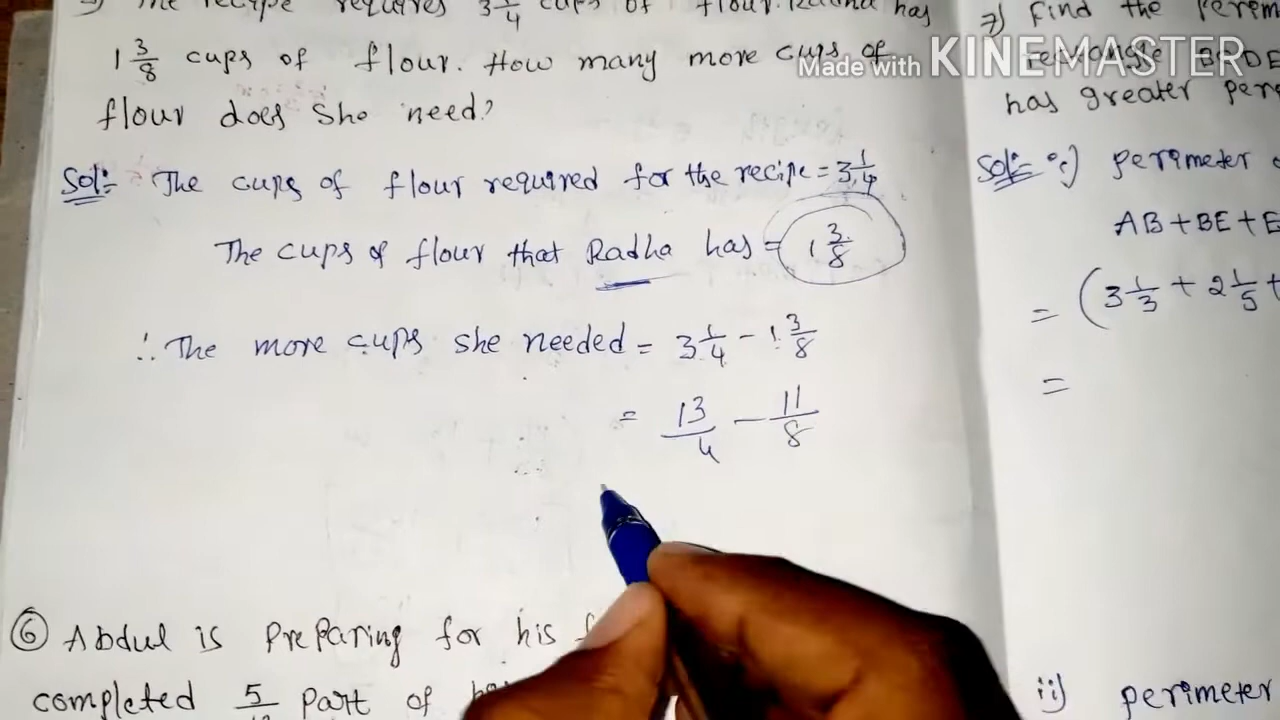 The recipe requires 3 1/4 cups of flour. Radha has
1 3/8 cups of flour. How many more cups of
flour does she need?
Sol:- The cups of flour required for the recipe = 3 1/4
The cups of flour that Radha has = 1 3/8
∴ The more cups she needed = 3 1/4 - 1 3/8
= 13/4 - 11/8
⑥ Abdul is preparing for his
completed 5/ part of
7) Find the
rectangle BCDE
has greater
Sol:- i) perimeter
AB + BE + E
= (3 1/3 + 2 1/5 +
=
ii) perimeter
Made with KINEMASTER